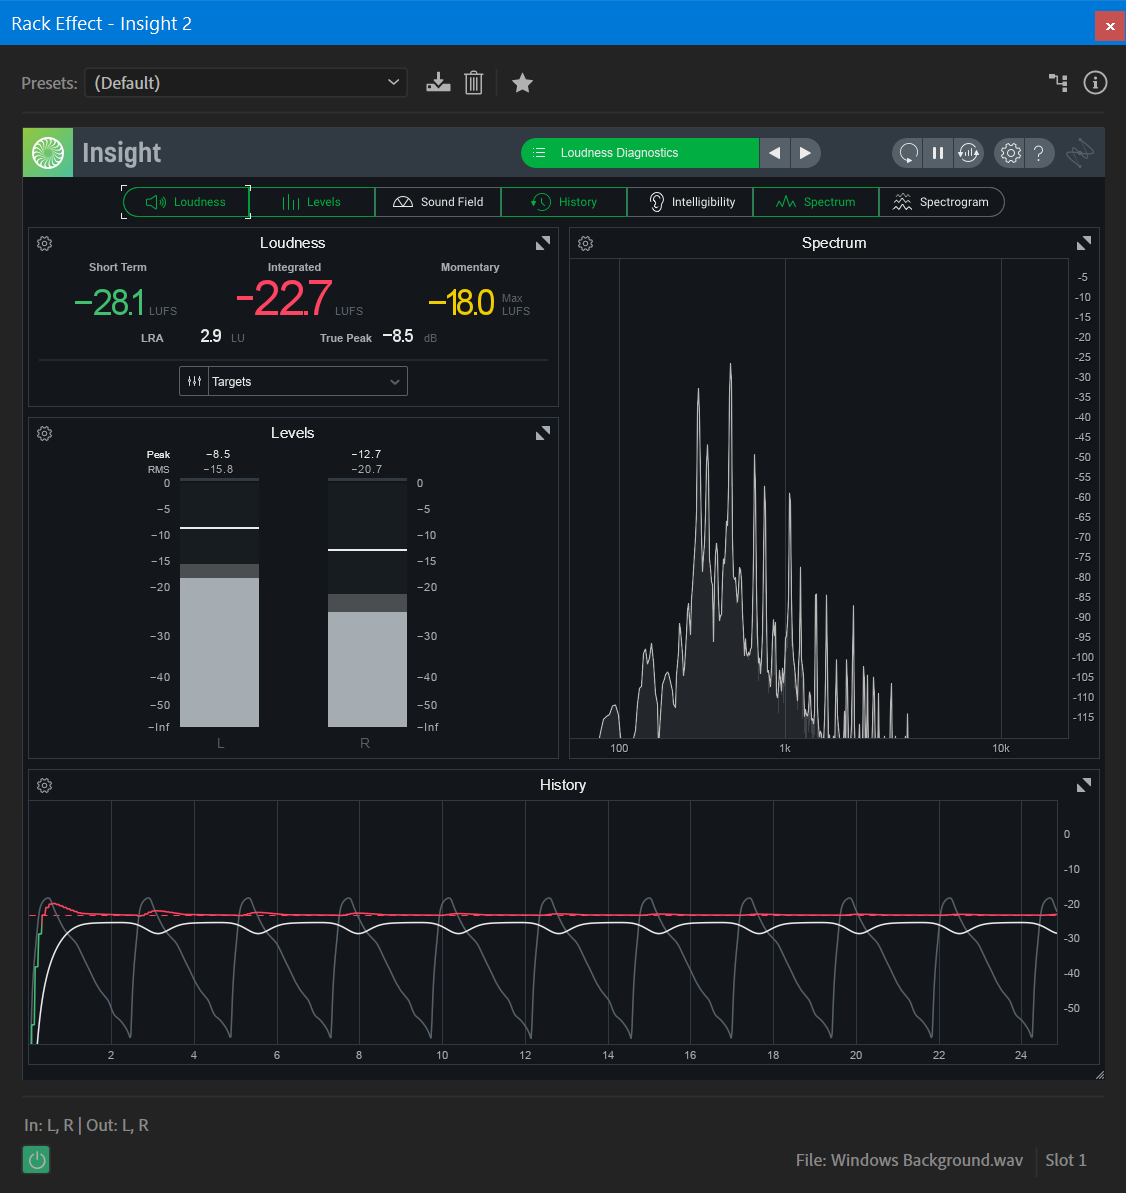 Rack Effect - Insight 2
Presets: (Default)
Insight
Loudness Diagnostics
?
Loudness Levels Sound Field History Intelligibility Spectrum Spectrogram
Loudness
Short Term Integrated Momentary
−28.1 LUFS −22.7 LUFS −18.0 Max LUFS
LRA 2.9 LU True Peak −8.5 dB
Targets
Levels
Peak −8.5 −12.7
RMS −15.8 −20.7
0 0
−5 −5
−10 −10
−15 −15
−20 −20
−30 −30
−40 −40
−50 −50
−Inf −Inf
L R
Spectrum
-5
-10
-15
-20
-25
-30
-35
-40
-45
-50
-55
-60
-65
-70
-75
-80
-85
-90
-95
-100
-105
-110
-115
100 1k 10k
History
0
-10
-20
-30
-40
-50
2 4 6 8 10 12 14 16 18 20 22 24
In: L, R | Out: L, R
File: Windows Background.wav Slot 1